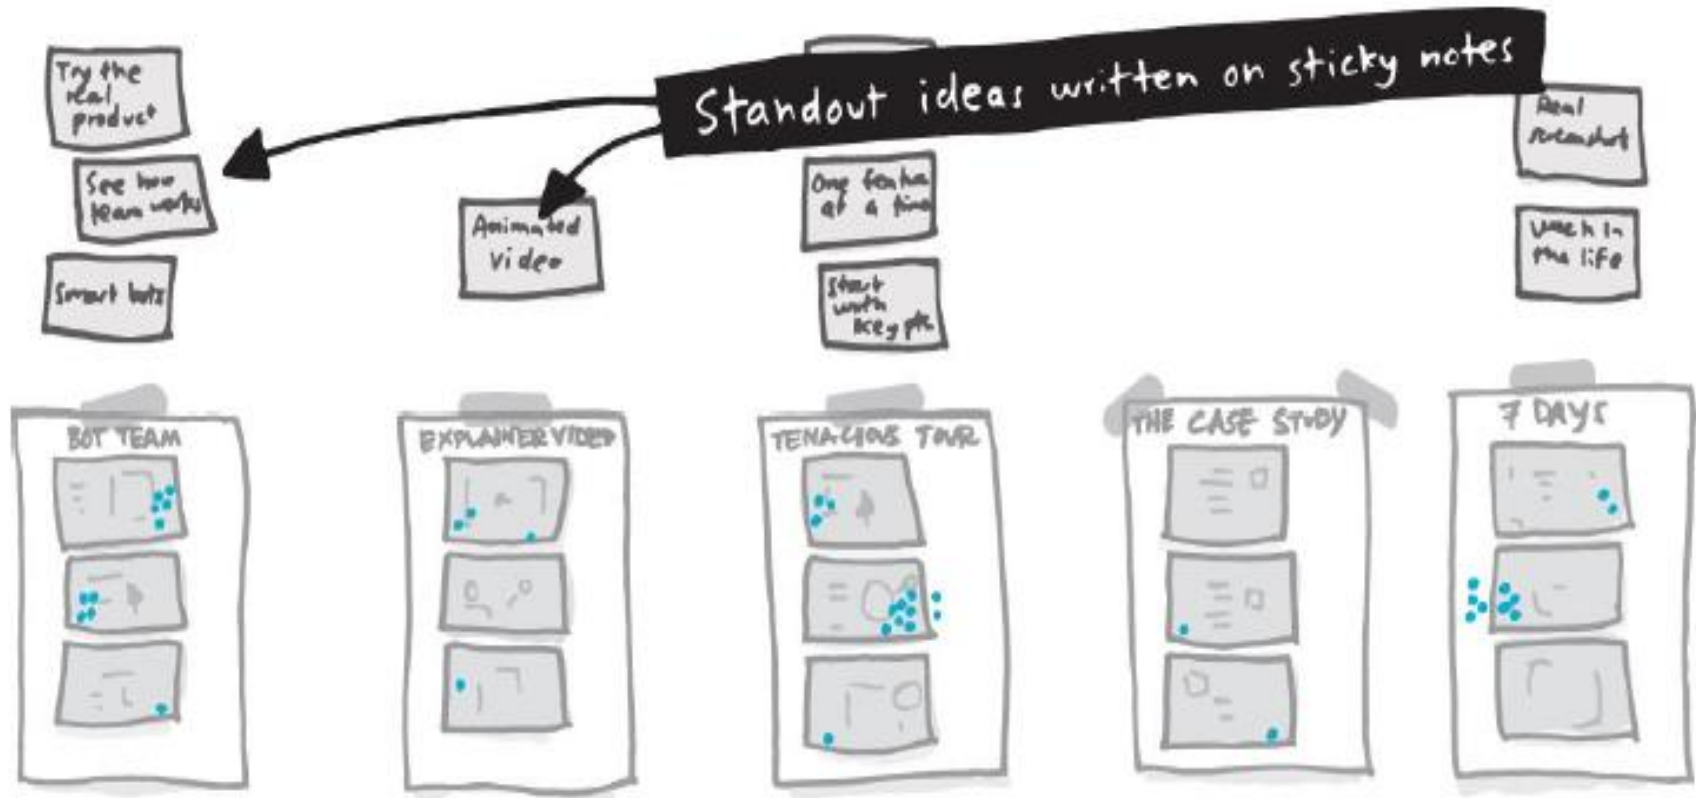 Standout ideas written on sticky notes
Try the
real
product
See how
team works
Smart bots
Animated
video
One featu
at a time
Start
with
key pts.
Real
screenshot
Week in
the life
BOT TEAM
EXPLAINER VIDEO
TENACIOUS TOUR
THE CASE STUDY
7 DAYS